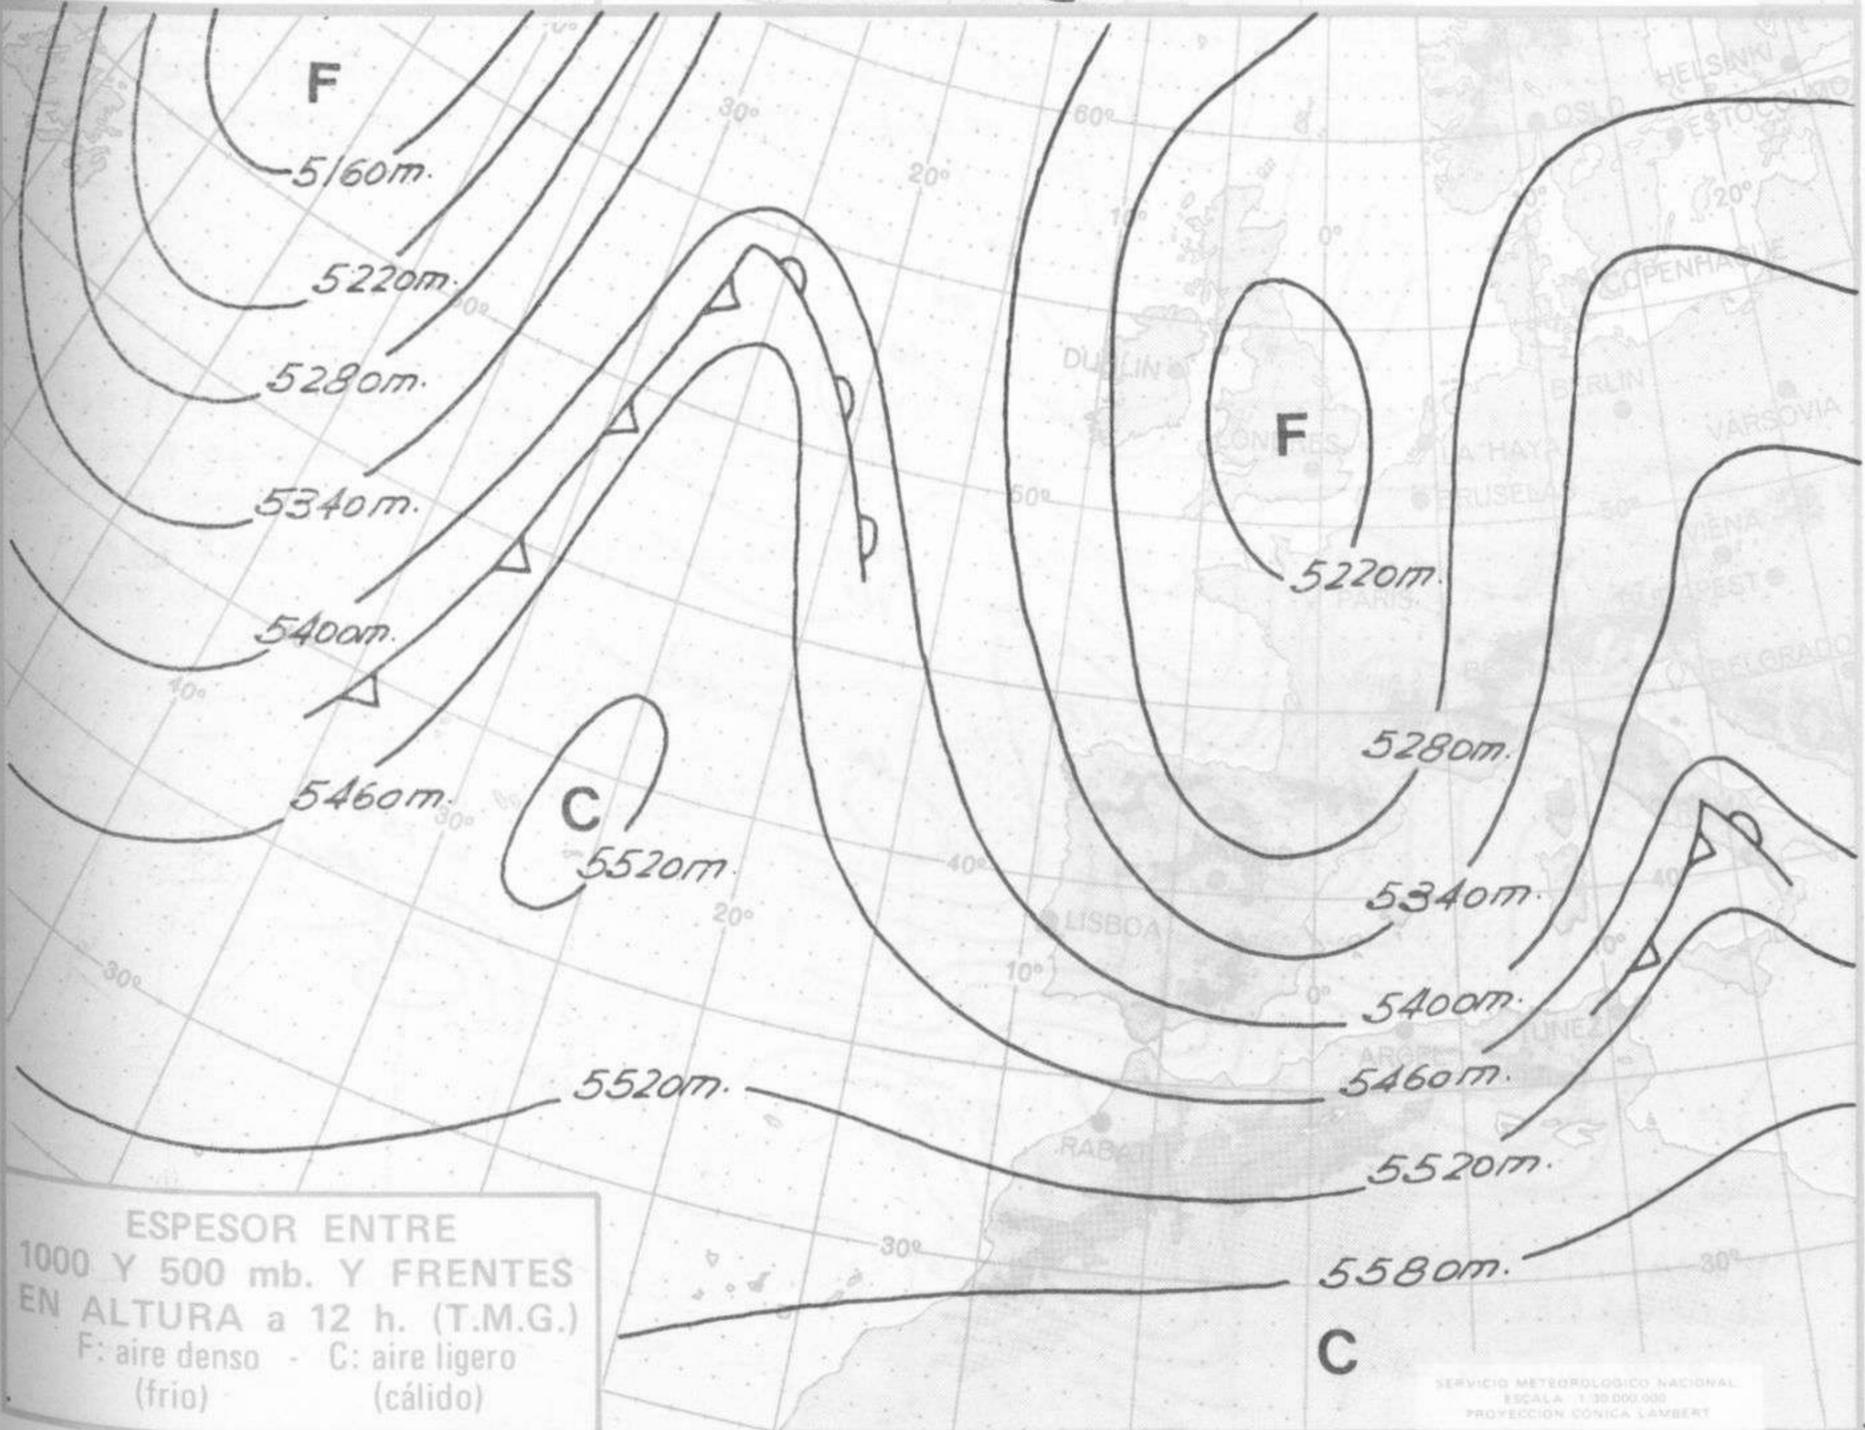 F
HELSINKI
ESTOCOLMO
OSLO
30°
60°
5160m.
20°
20°
10°
0°
5220m.
COPENHAGUE
DUBLIN
5280m.
BERLIN
VARSOVIA
F
LONDRES
LA HAYA
5340m.
50°
BRUSELAS
50°
VIENA
5220m.
PARIS
BUDAPEST
5400m.
BELGRADO
40°
5280m.
5460m.
30°
C
5520m.
40°
40°
5340m.
20°
LISBOA
10°
10°
30°
0°
5400m.
TUNEZ
ARGEL
5460m.
5520m.
RABAT
5520m.
30°
30°
5580m.
C
ESPESOR ENTRE
1000 Y 500 mb. Y FRENTES
EN ALTURA a 12 h. (T.M.G.)
F: aire denso - C: aire ligero
(frio) (cálido)
SERVICIO METEOROLOGICO NACIONAL
ESCALA 1:30.000.000
PROYECCION CONICA LAMBERT